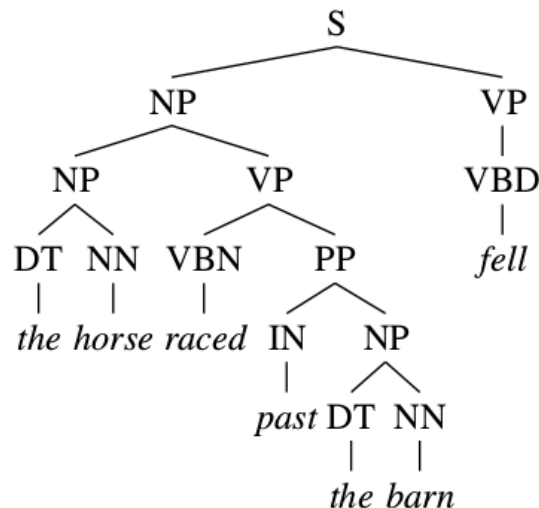 S
NP VP
NP VP VBD
DT NN VBN PP fell
the horse raced IN NP
past DT NN
the barn